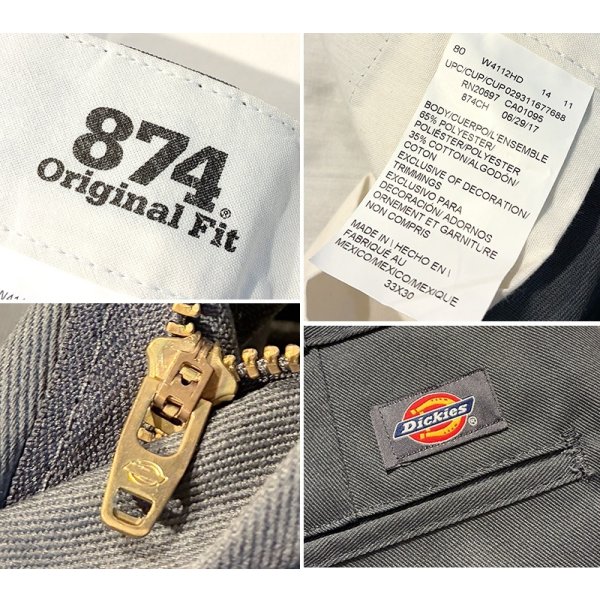 874®
Original Fit
80 W4112HD 14 11
UPC/CUP/CUP029311677688
RN20697 CA01095
874CH 06/29/17
BODY/CUERPO/L'ENSEMBLE
65% POLYESTER/
POLIÉSTER/POLYESTER
35% COTTON/ALGODÓN/
COTON
EXCLUSIVE OF DECORATION/
TRIMMINGS
EXCLUSIVO PARA
DECORACIÓN/ADORNOS
ORNEMENT ET GARNITURE
NON COMPRIS
MADE IN \ HECHO EN \
FABRIQUÉ AU
MEXICO/MEXICO/MEXIQUE
33X30
Dickies®